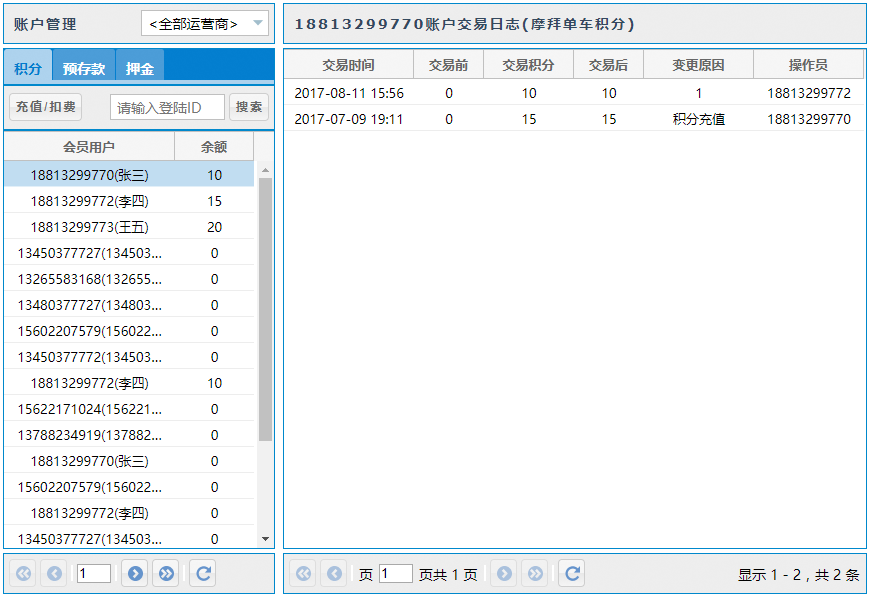 账户管理
<全部运营商>
积分 预存款 押金
充值/扣费 请输入登陆ID 搜索
会员用户 余额
18813299770(张三) 10
18813299772(李四) 15
18813299773(王五) 20
13450377727(134503... 0
13265583168(132655... 0
13480377727(134803... 0
15602207579(156022... 0
13450377772(134503... 0
18813299772(李四) 10
15622171024(156221... 0
13788234919(137882... 0
18813299770(张三) 0
15602207579(156022... 0
18813299772(李四) 0
13450377727(134503... 0
1
18813299770账户交易日志(摩拜单车积分)
交易时间 交易前 交易积分 交易后 变更原因 操作员
2017-08-11 15:56 0 10 10 1 18813299772
2017-07-09 19:11 0 15 15 积分充值 18813299770
页 1 页共 1 页 显示 1 - 2，共 2 条